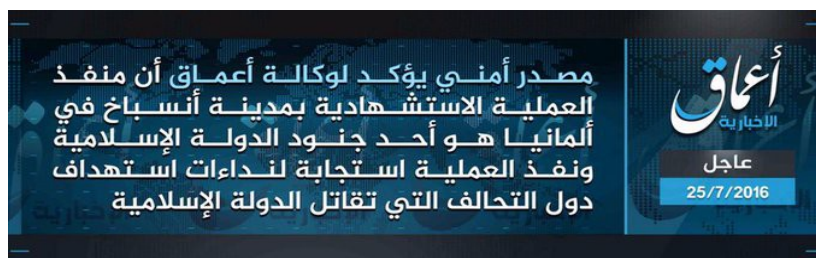 مصدر أمني يؤكد لوكالة أعماق أن منفذ
العملية الاستشهادية بمدينة أنسباخ في
ألمانيا هو أحد جنود الدولة الإسلامية
ونفذ العملية استجابة لنداءات استهداف
دول التحالف التي تقاتل الدولة الإسلامية
أعماق
الإخبارية
عاجل
25/7/2016